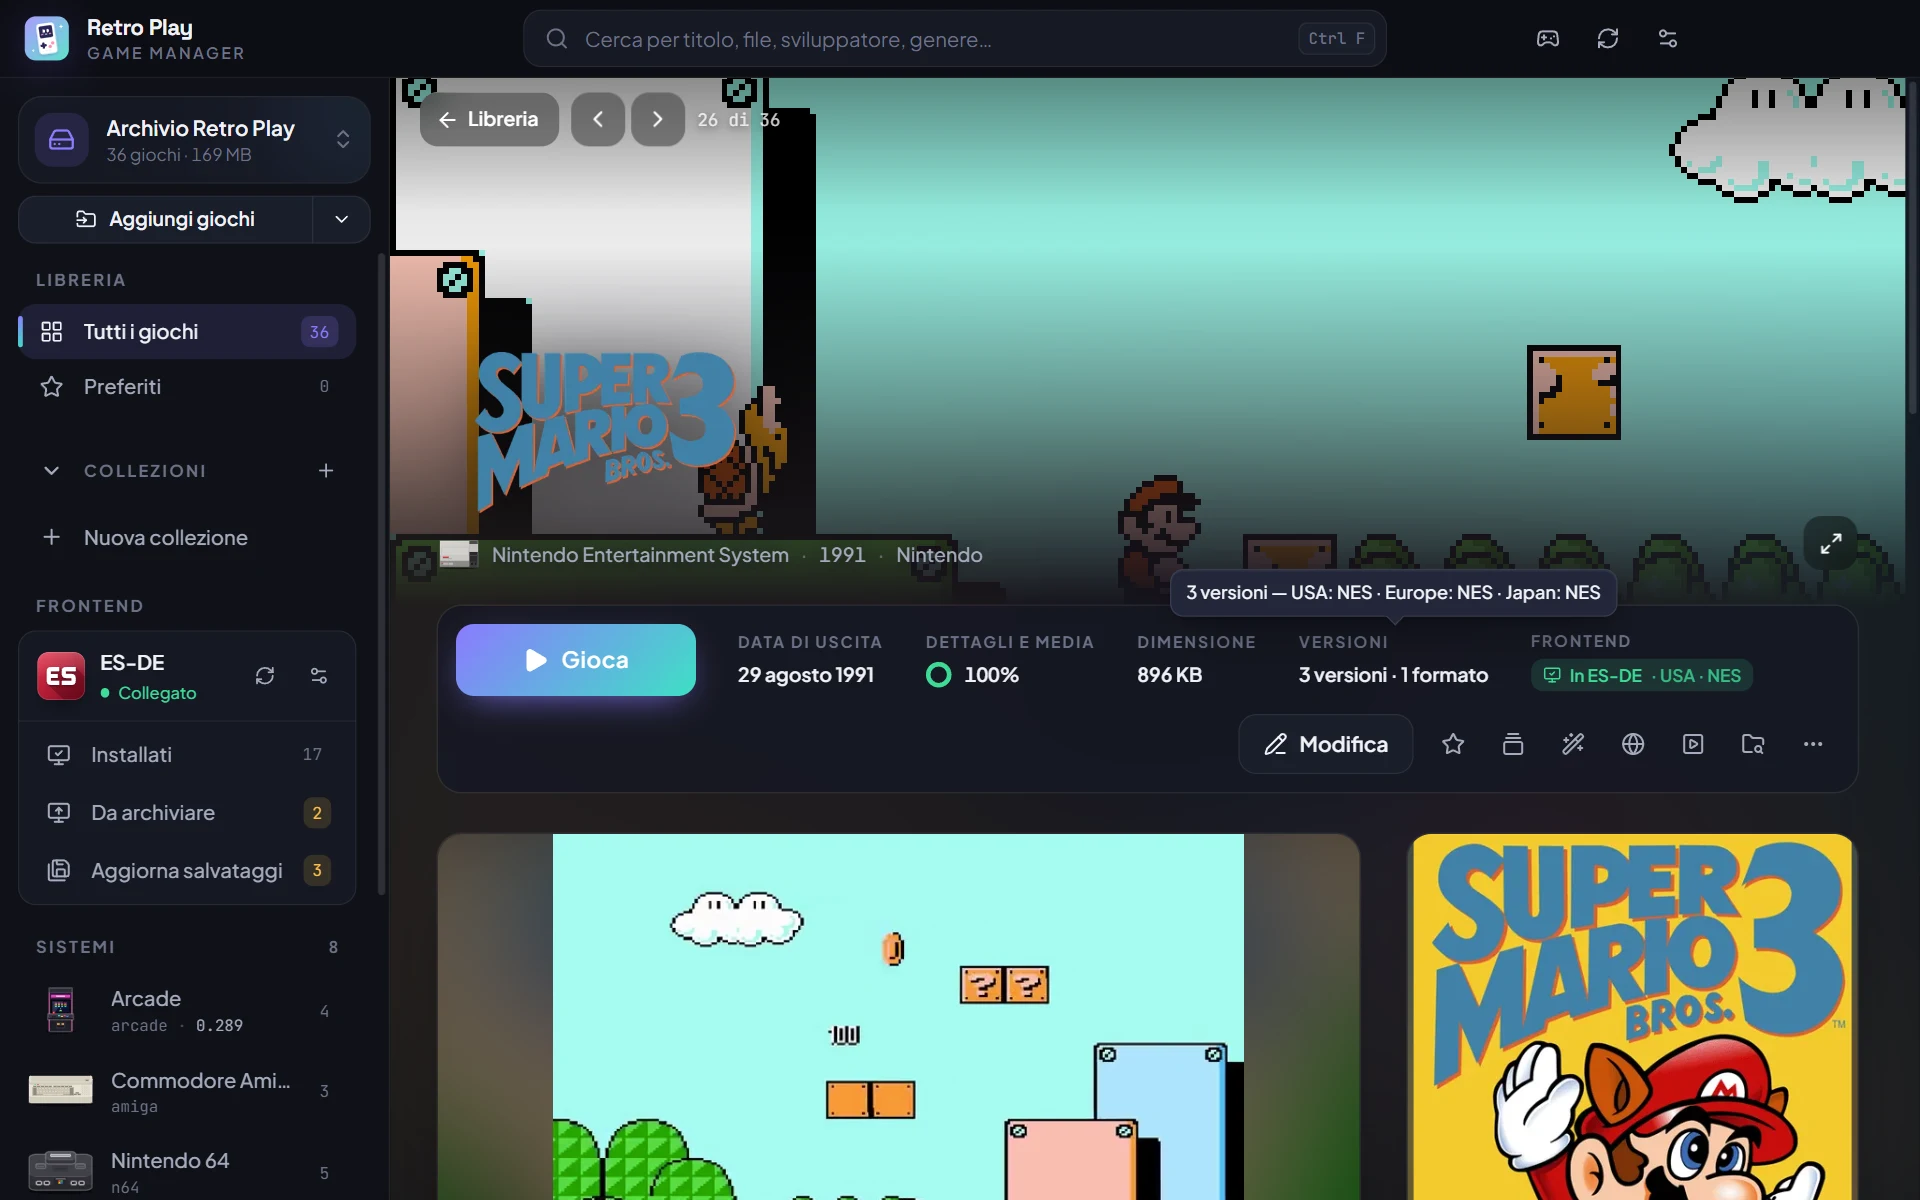 Retro Play
GAME MANAGER
Cerca per titolo, file, sviluppatore, genere...
Ctrl F
Archivio Retro Play
36 giochi · 169 MB
Aggiungi giochi
LIBRERIA
Tutti i giochi
36
Preferiti
0
COLLEZIONI
Nuova collezione
FRONTEND
ES
ES-DE
Collegato
Installati
17
Da archiviare
2
Aggiorna salvataggi
3
SISTEMI
8
Arcade
arcade · 0.289
4
Commodore Ami...
amiga
3
Nintendo 64
n64
5
Libreria
26 di 36
SUPER
MARIO
BROS.
3
Nintendo Entertainment System · 1991 · Nintendo
3 versioni — USA: NES · Europe: NES · Japan: NES
Gioca
DATA DI USCITA
29 agosto 1991
DETTAGLI E MEDIA
100%
DIMENSIONE
896 KB
VERSIONI
3 versioni · 1 formato
FRONTEND
In ES-DE · USA · NES
Modifica
? ?
SUPER
MARIO
BROS.
3
TM
M